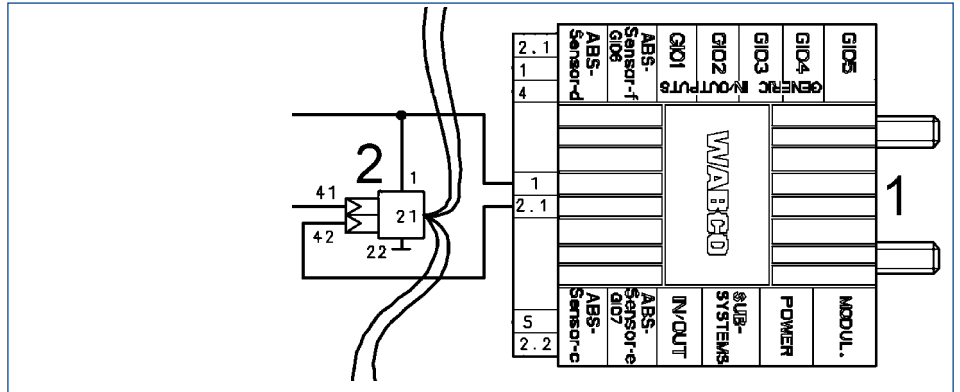 2.1
1
4
1
2.1
5
2.2
ABS-
Sensor-d
ABS-
Sensor-f
GIO6
GIO1
GIO2
GIO3
GIO4
GIO5
GENERIC IN/OUTPUTS
WABCO
1
2
1
41
42
21
22
ABS-
Sensor-c
ABS-
Sensor-e
GIO7
IN/OUT
SUB-
SYSTEMS
POWER
MODUL.